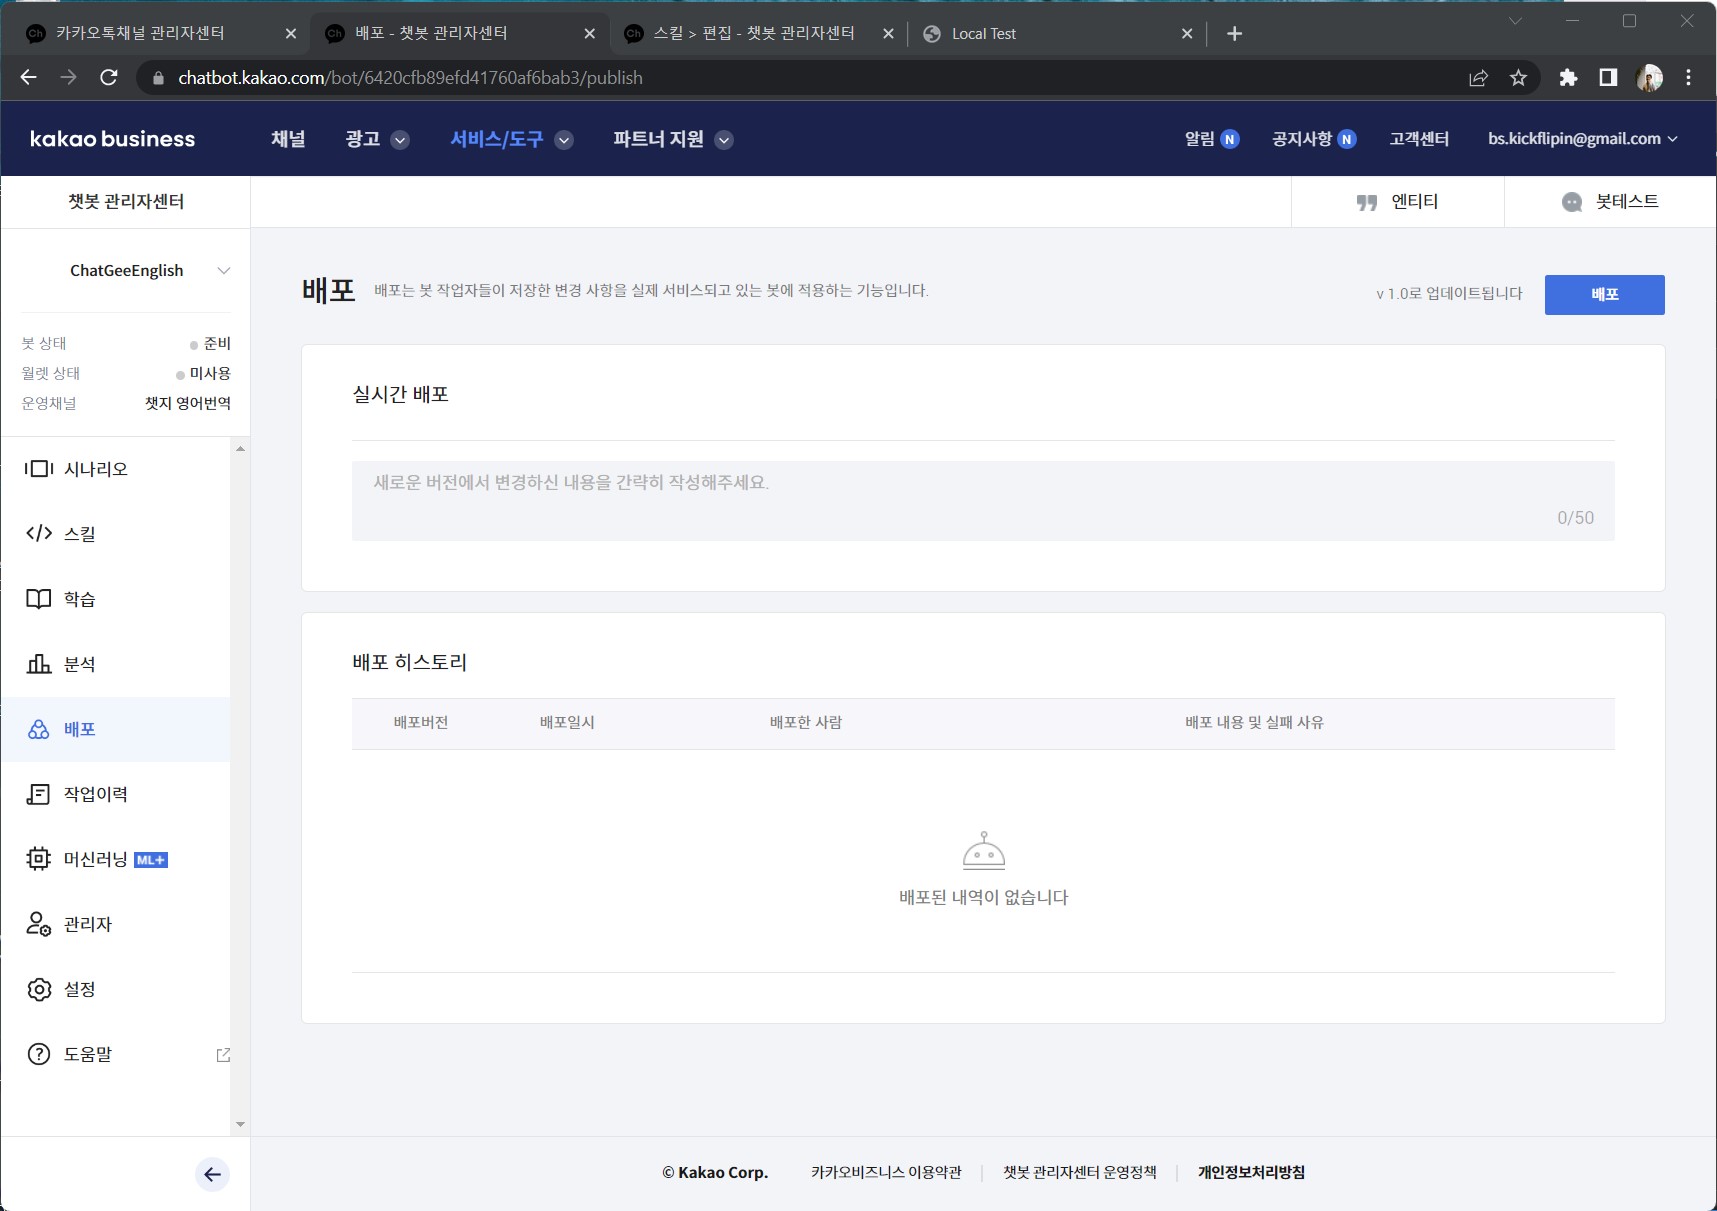 카카오톡채널 관리자센터
배포 - 챗봇 관리자센터
스킬 > 편집 - 챗봇 관리자센터
Local Test
chatbot.kakao.com/bot/6420cfb89efd41760af6bab3/publish
kakao business
채널
광고
서비스/도구
파트너 지원
알림 N
공지사항 N
고객센터
bs.kickflipin@gmail.com
챗봇 관리자센터
엔티티
봇테스트
ChatGeeEnglish
봇 상태 준비
월렛 상태 미사용
운영채널 챗지 영어번역
시나리오
스킬
학습
분석
배포
작업이력
머신러닝 ML+
관리자
설정
도움말
배포
배포는 봇 작업자들이 저장한 변경 사항을 실제 서비스되고 있는 봇에 적용하는 기능입니다.
v 1.0로 업데이트됩니다
배포
실시간 배포
새로운 버전에서 변경하신 내용을 간략히 작성해주세요.
0/50
배포 히스토리
배포버전 배포일시 배포한 사람 배포 내용 및 실패 사유
배포된 내역이 없습니다
© Kakao Corp.
카카오비즈니스 이용약관
챗봇 관리자센터 운영정책
개인정보처리방침